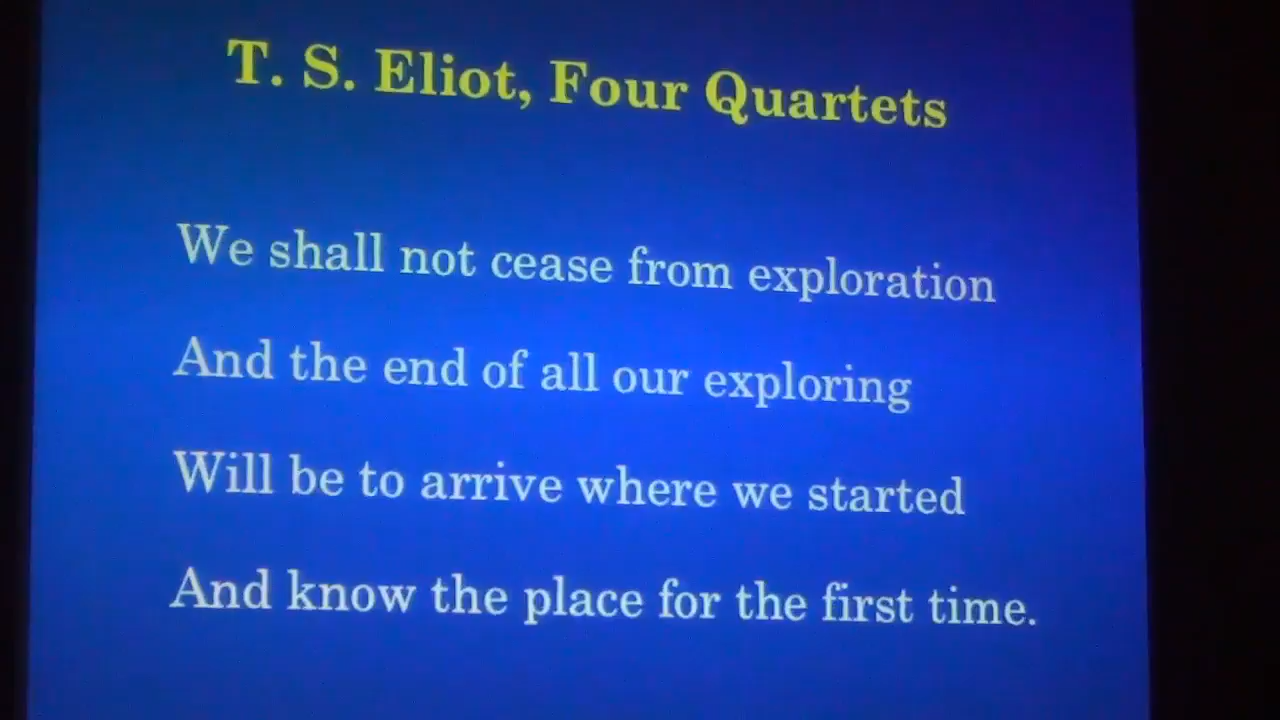 T. S. Eliot, Four Quartets
We shall not cease from exploration
And the end of all our exploring
Will be to arrive where we started
And know the place for the first time.